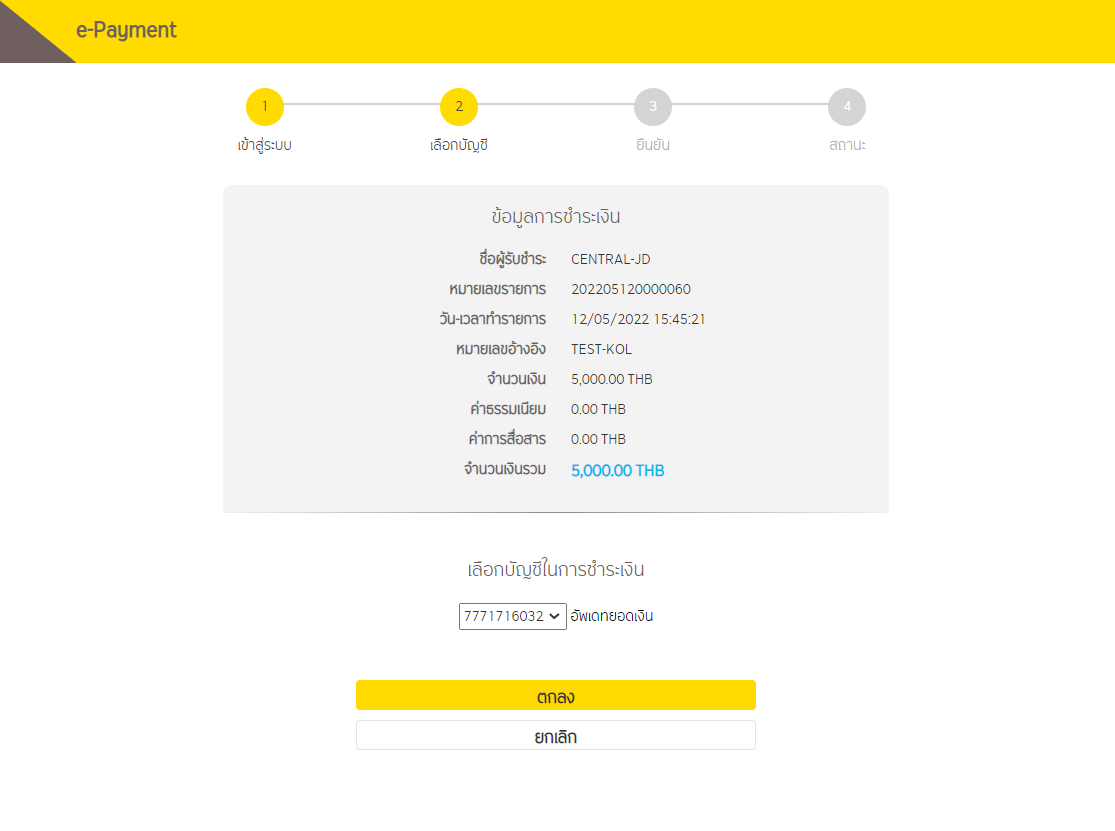 e-Payment
1 2 3 4
เข้าสู่ระบบ เลือกบัญชี ยืนยัน สถานะ
ข้อมูลการชำระเงิน
ชื่อผู้รับชำระ CENTRAL-JD
หมายเลขรายการ 202205120000060
วัน-เวลาทำรายการ 12/05/2022 15:45:21
หมายเลขอ้างอิง TEST-KOL
จำนวนเงิน 5,000.00 THB
ค่าธรรมเนียม 0.00 THB
ค่าการสื่อสาร 0.00 THB
จำนวนเงินรวม 5,000.00 THB
เลือกบัญชีในการชำระเงิน
7771716032 อัพเดทยอดเงิน
ตกลง
ยกเลิก